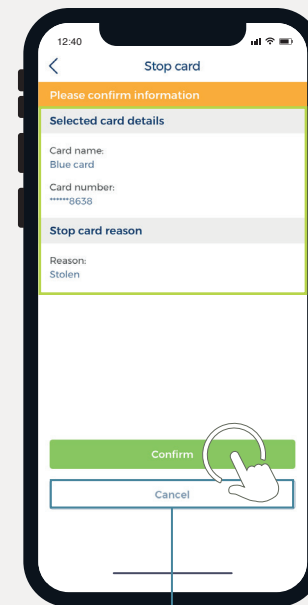 12:40
Stop card
Please confirm information
Selected card details
Card name:
Blue card
Card number:
******8638
Stop card reason
Reason:
Stolen
Confirm
Cancel